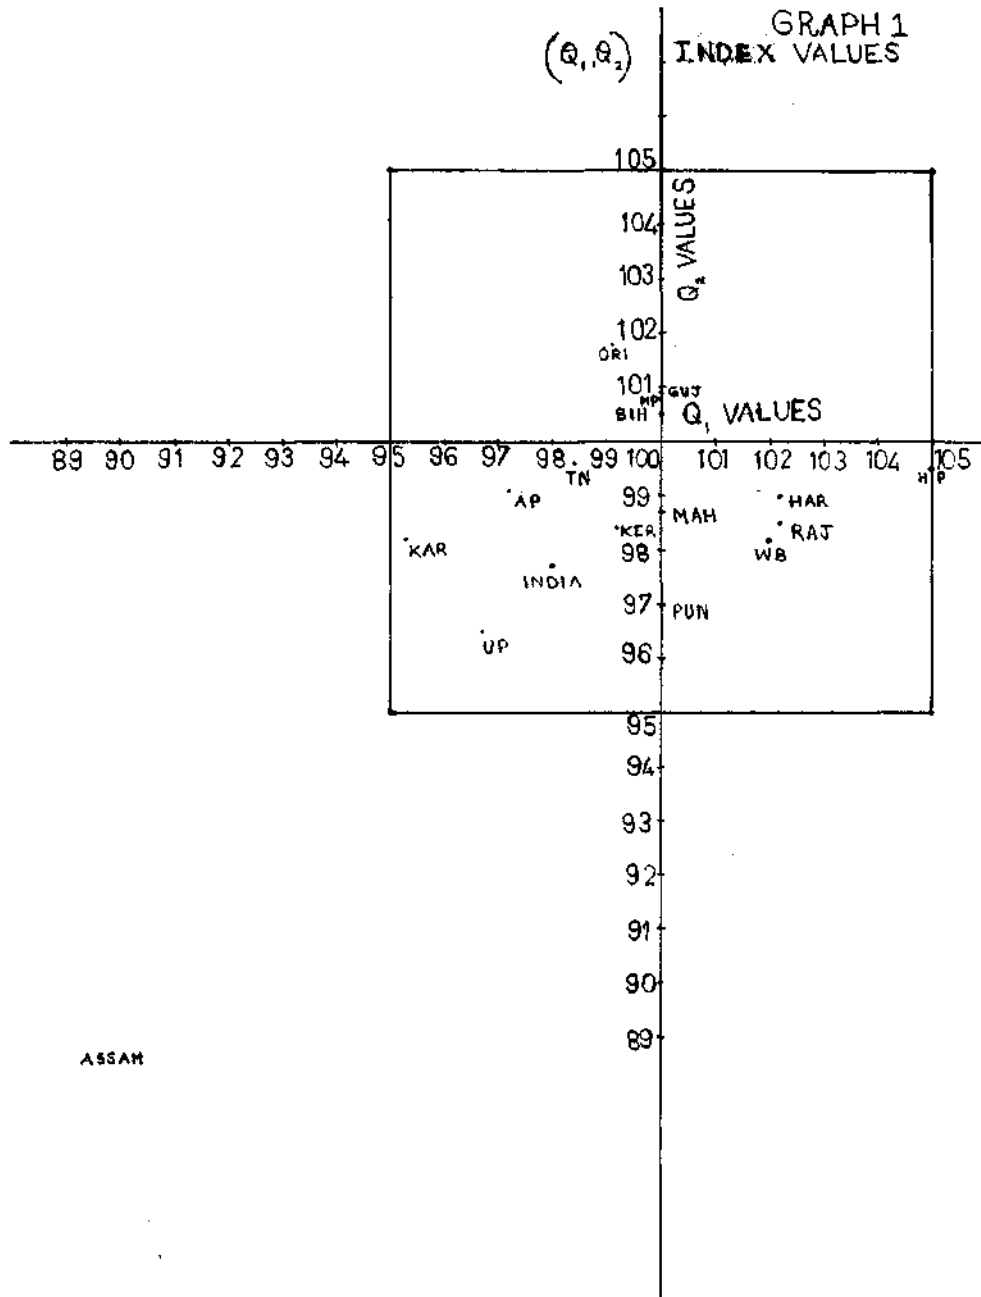 GRAPH 1
(Q₁,Q₂) INDEX VALUES
105
104
Q₂ VALUES
103
102
ORI
101
MP GUJ
BIH Q₁ VALUES
89 90 91 92 93 94 95 96 97 98 99 100 101 102 103 104 105
TN HP
99
AP HAR
MAH
KER RAJ
98
KAR WB
INDIA
97 PUN
UP
96
95
94
93
92
91
90
89
ASSAM